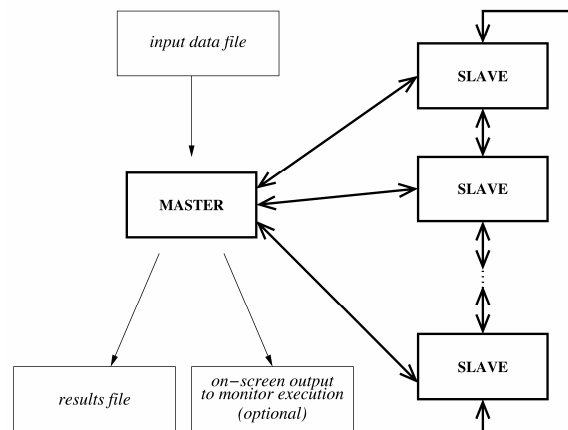 input data file
SLAVE
MASTER
SLAVE
SLAVE
results file
on-screen output
to monitor execution
(optional)